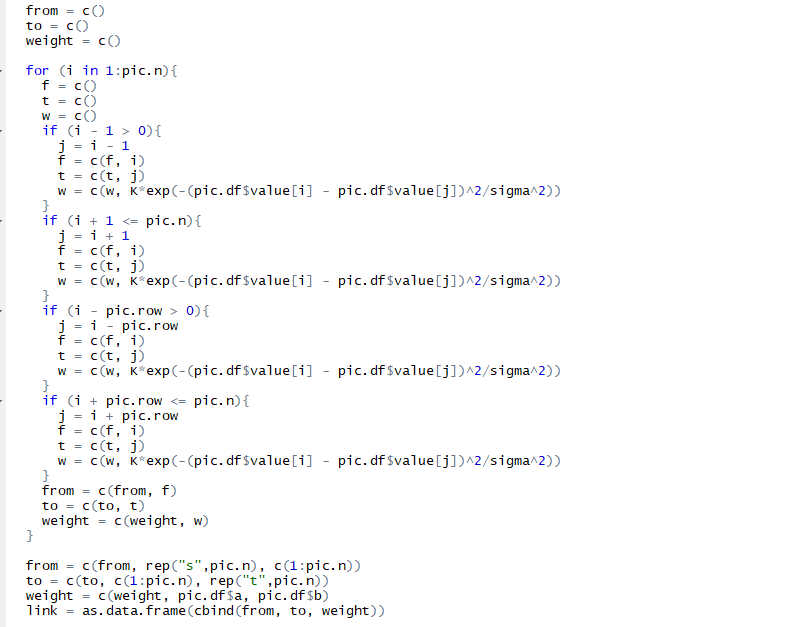 from = c()
to = c()
weight = c()

for (i in 1:pic.n){
  f = c()
  t = c()
  w = c()
  if (i - 1 > 0){
    j = i - 1
    f = c(f, i)
    t = c(t, j)
    w = c(w, K*exp(-(pic.df$value[i] - pic.df$value[j])^2/sigma^2))
  }
  if (i + 1 <= pic.n){
    j = i + 1
    f = c(f, i)
    t = c(t, j)
    w = c(w, K*exp(-(pic.df$value[i] - pic.df$value[j])^2/sigma^2))
  }
  if (i - pic.row > 0){
    j = i - pic.row
    f = c(f, i)
    t = c(t, j)
    w = c(w, K*exp(-(pic.df$value[i] - pic.df$value[j])^2/sigma^2))
  }
  if (i + pic.row <= pic.n){
    j = i + pic.row
    f = c(f, i)
    t = c(t, j)
    w = c(w, K*exp(-(pic.df$value[i] - pic.df$value[j])^2/sigma^2))
  }
  from = c(from, f)
  to = c(to, t)
  weight = c(weight, w)
}

from = c(from, rep("s",pic.n), c(1:pic.n))
to = c(to, c(1:pic.n), rep("t",pic.n))
weight = c(weight, pic.df$a, pic.df$b)
link = as.data.frame(cbind(from, to, weight))